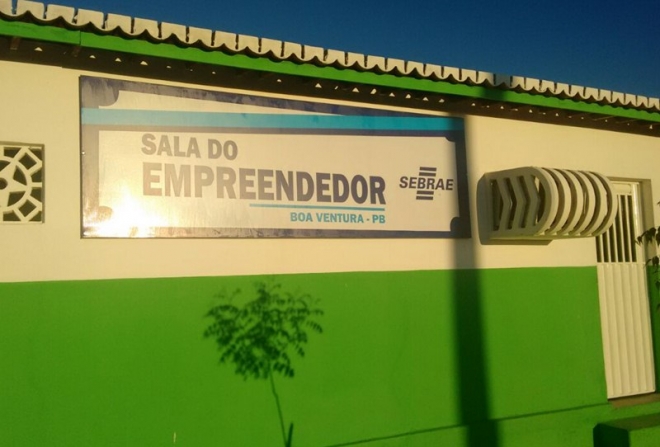 SALA DO
EMPREENDEDOR
SEBRAE
BOA VENTURA - PB